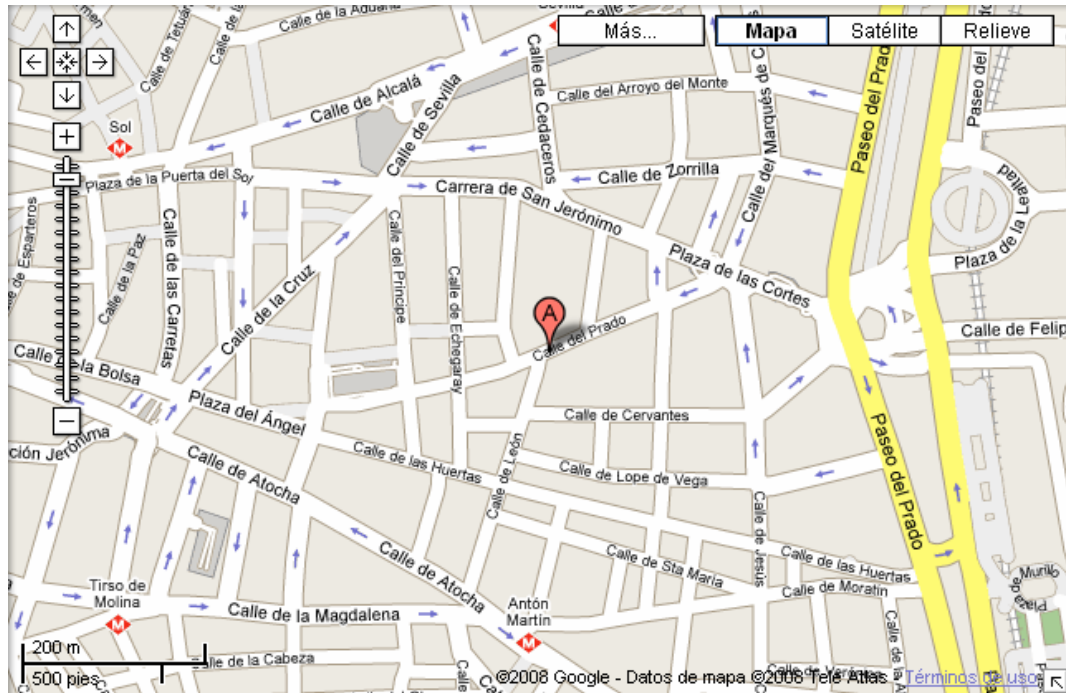 Calle de la Aduana
Sevilla
Calle de Tetuán
Más...
Mapa
Satélite
Relieve
Paseo del Prado
Paseo del
Calle de Alcalá
Calle de Sevilla
Calle de Cedaceros
Calle del Arroyo del Monte
Calle del Marqués de C
Sol
Plaza de la Puerta del Sol
Carrera de San Jerónimo
Calle de Zorrilla
Plaza de la Lealtad
de Esparteros
Calle de la Paz
Calle de las Carretas
Calle de la Cruz
Calle del Príncipe
Calle de Echegaray
Plaza de las Cortes
A
Calle del Prado
Calle de Felip
Calle de la Bolsa
Plaza del Ángel
Calle de Cervantes
ción Jerónima
Calle de Atocha
Calle de las Huertas
Calle de León
Calle de Lope de Vega
Paseo del Prado
Calle de Jesús
Calle de Atocha
Calle de Sta María
Calle de las Huertas
Calle de Moratín
Murillo
Plaza de
Tirso de
Molina
Calle de la Magdalena
Antón
Martín
200 m
500 pies
Calle de la Cabeza
©2008 Google - Datos de mapa ©2008 Tele Atlas - Términos de uso